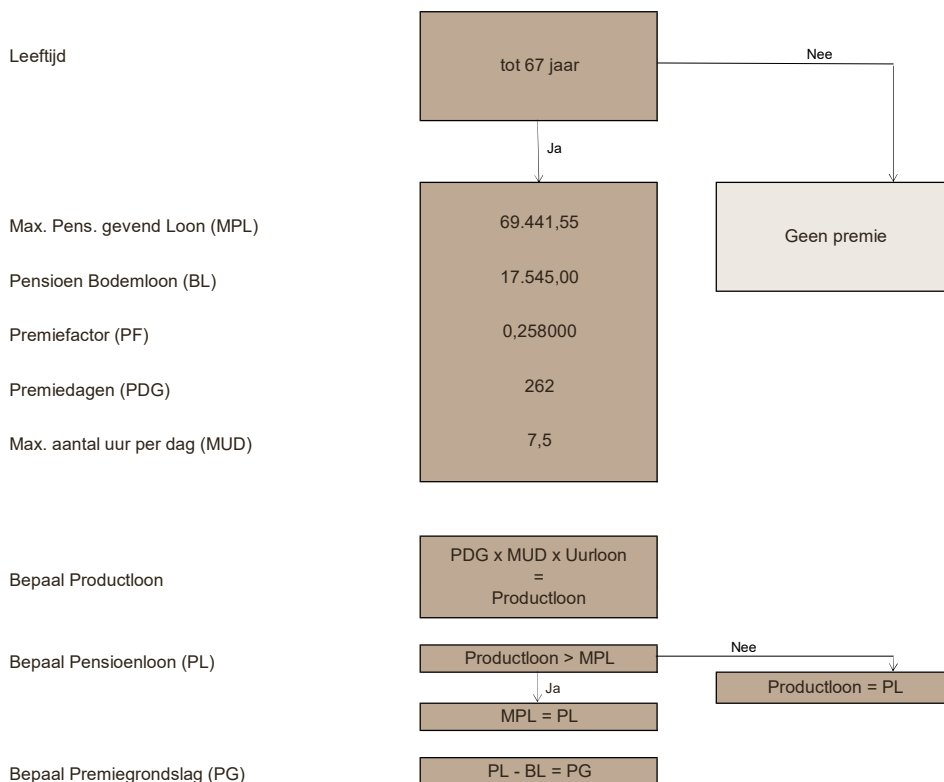 Leeftijd
tot 67 jaar
Nee
Ja
Max. Pens. gevend Loon (MPL)
69.441,55
Geen premie
Pensioen Bodemloon (BL)
17.545,00
Premiefactor (PF)
0,258000
Premiedagen (PDG)
262
Max. aantal uur per dag (MUD)
7,5
Bepaal Productloon
PDG x MUD x Uurloon
=
Productloon
Bepaal Pensioenloon (PL)
Productloon > MPL
Nee
Productloon = PL
Ja
MPL = PL
Bepaal Premiegrondslag (PG)
PL - BL = PG